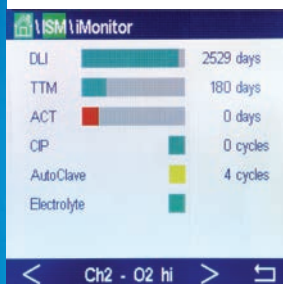 \ISM\iMonitor
DLI 2529 days
TTM 180 days
ACT 0 days
CIP 0 cycles
AutoClave 4 cycles
Electrolyte
< Ch2 - O2 hi >